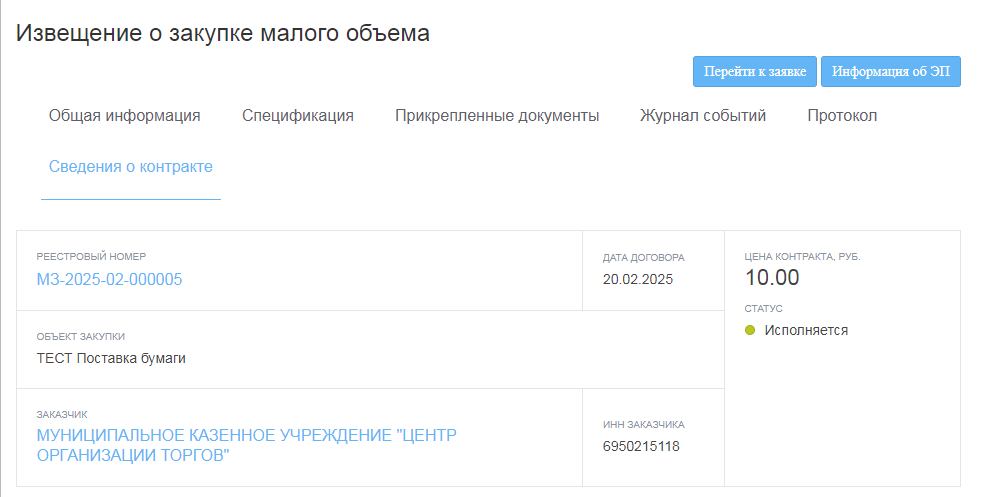 Извещение о закупке малого объема
Перейти к заявке
Информация об ЭП
Общая информация
Спецификация
Прикрепленные документы
Журнал событий
Протокол
Сведения о контракте
РЕЕСТРОВЫЙ НОМЕР
МЗ-2025-02-000005
ДАТА ДОГОВОРА
20.02.2025
ЦЕНА КОНТРАКТА, РУБ.
10.00
СТАТУС
Исполняется
ОБЪЕКТ ЗАКУПКИ
ТЕСТ Поставка бумаги
ЗАКАЗЧИК
МУНИЦИПАЛЬНОЕ КАЗЕННОЕ УЧРЕЖДЕНИЕ "ЦЕНТР
ОРГАНИЗАЦИИ ТОРГОВ"
ИНН ЗАКАЗЧИКА
6950215118